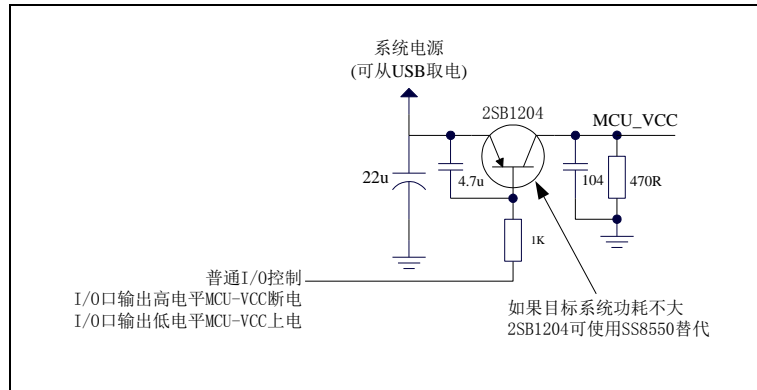 系统电源
(可从USB取电)
2SB1204
MCU_VCC
22u
4.7u
104
470R
1K
普通I/O控制
I/O口输出高电平MCU-VCC断电
I/O口输出低电平MCU-VCC上电
如果目标系统功耗不大
2SB1204可使用SS8550替代